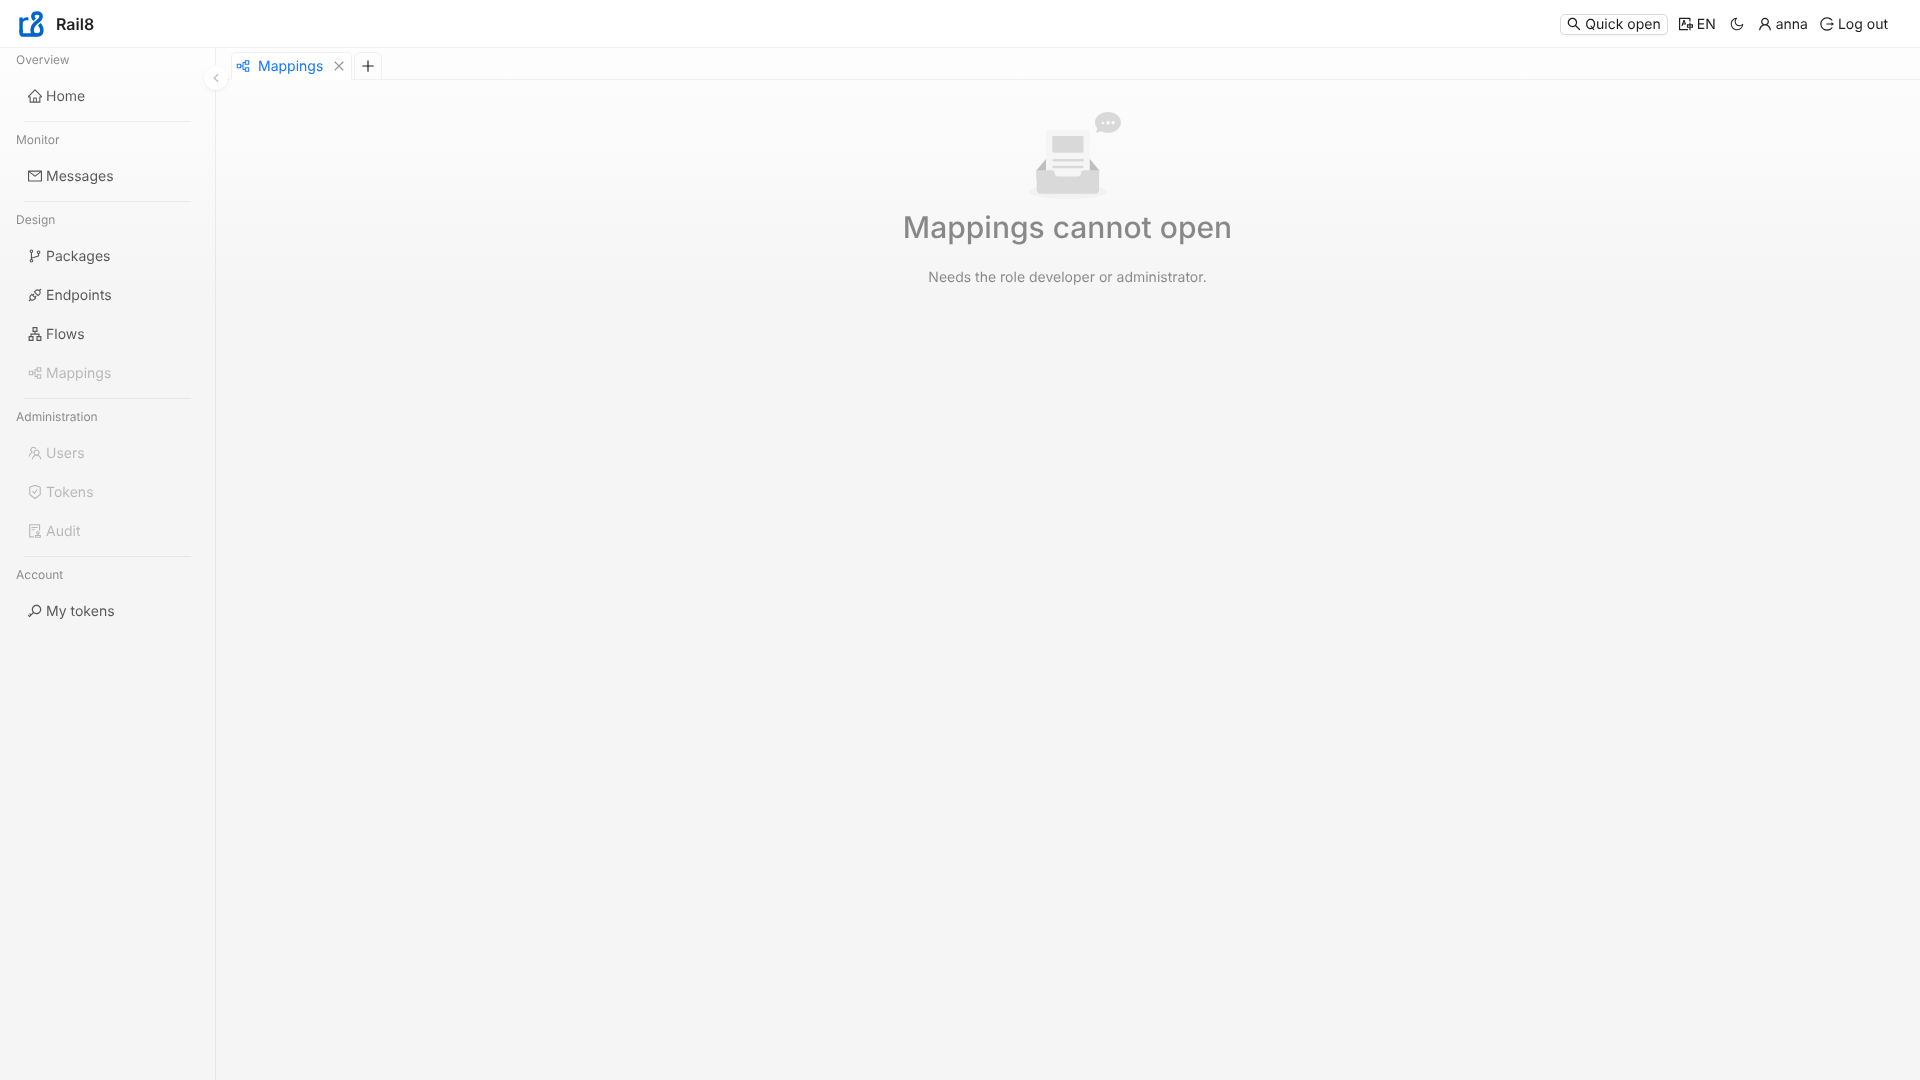 Rail8
Quick open
EN
anna
Log out
Overview
Home
Monitor
Messages
Design
Packages
Endpoints
Flows
Mappings
Administration
Users
Tokens
Audit
Account
My tokens
Mappings
Mappings cannot open
Needs the role developer or administrator.